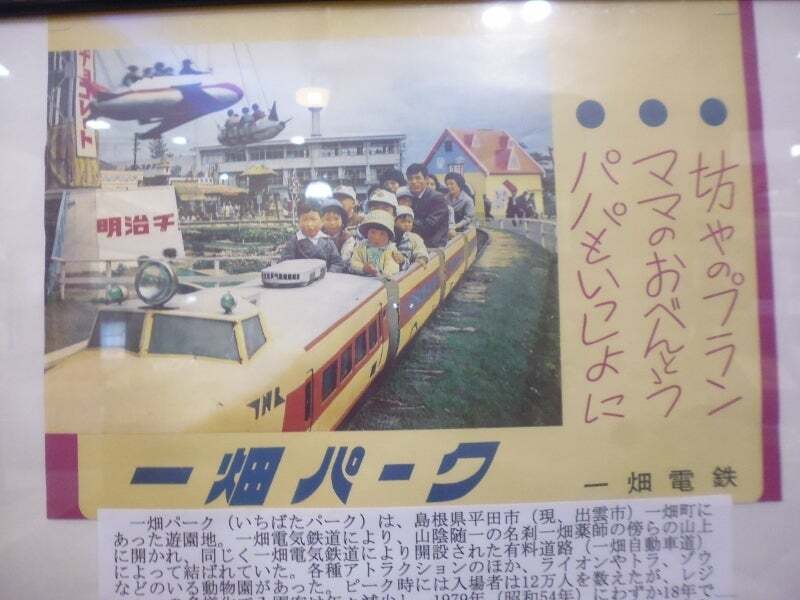 坊やのプラン
ママのおべんとう
パパもいっしょに
明治チ
一畑パーク
一畑電鉄
一畑パーク（いちばたパーク）は、島根県平田市（現、出雲市）一畑町に
あった遊園地。一畑電気鉄道により、山陰随一の名刹一畑薬師の傍らの山上
に開かれ、同じく一畑電気鉄道により開設された有料道路（一畑自動車道）
によって結ばれていた。各種アトラクションのほか、ライオンやトラ、ゾウ
などのいる動物園があった。ピーク時には入場者は12万人を数えたが、レジ
1979年（昭和54年）にわずか18年で